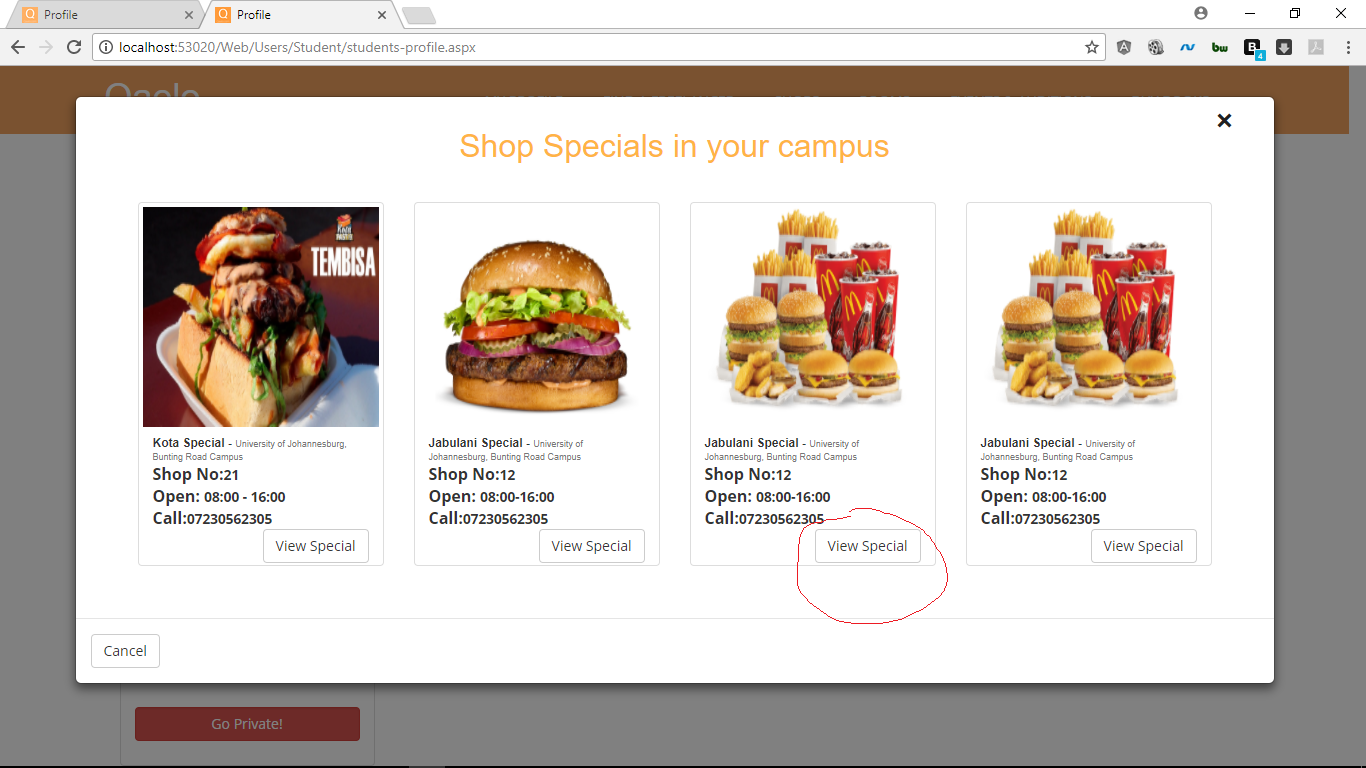 Profile
Profile
localhost:53020/Web/Users/Student/students-profile.aspx
Shop Specials in your campus
TEMBISA
Kota Special - University of Johannesburg,
Bunting Road Campus
Shop No:21
Open: 08:00 - 16:00
Call:07230562305
View Special
Jabulani Special - University of
Johannesburg, Bunting Road Campus
Shop No:12
Open: 08:00-16:00
Call:07230562305
View Special
Jabulani Special - University of
Johannesburg, Bunting Road Campus
Shop No:12
Open: 08:00-16:00
Call:07230562305
View Special
Jabulani Special - University of
Johannesburg, Bunting Road Campus
Shop No:12
Open: 08:00-16:00
Call:07230562305
View Special
Cancel
Go Private!